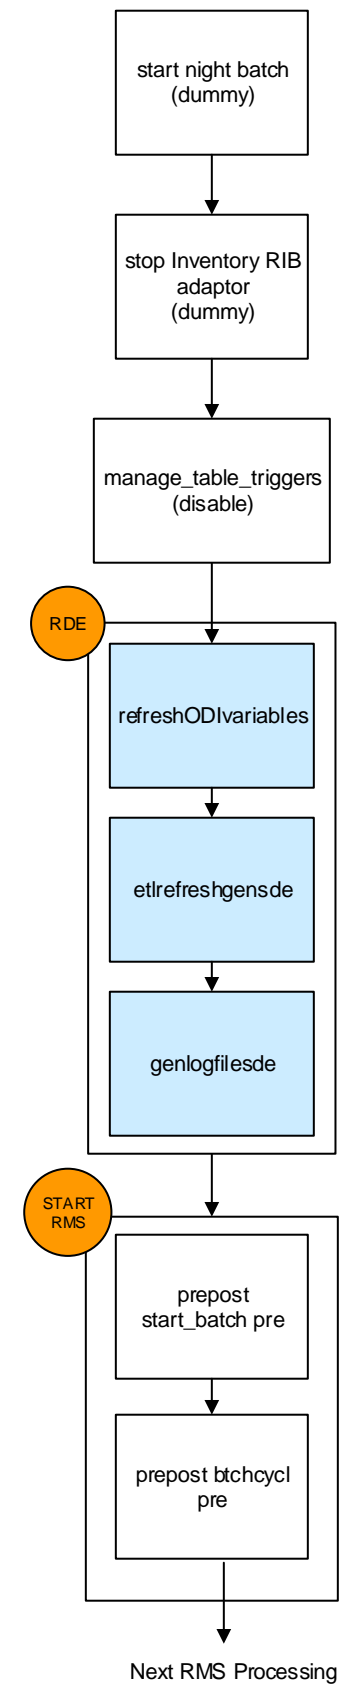 start night batch
(dummy)
stop Inventory RIB
adaptor
(dummy)
manage_table_triggers
(disable)
RDE
refreshODIvariables
etlrefreshgensde
genlogfilesde
START
RMS
prepost
start_batch pre
prepost btchcycl
pre
Next RMS Processing